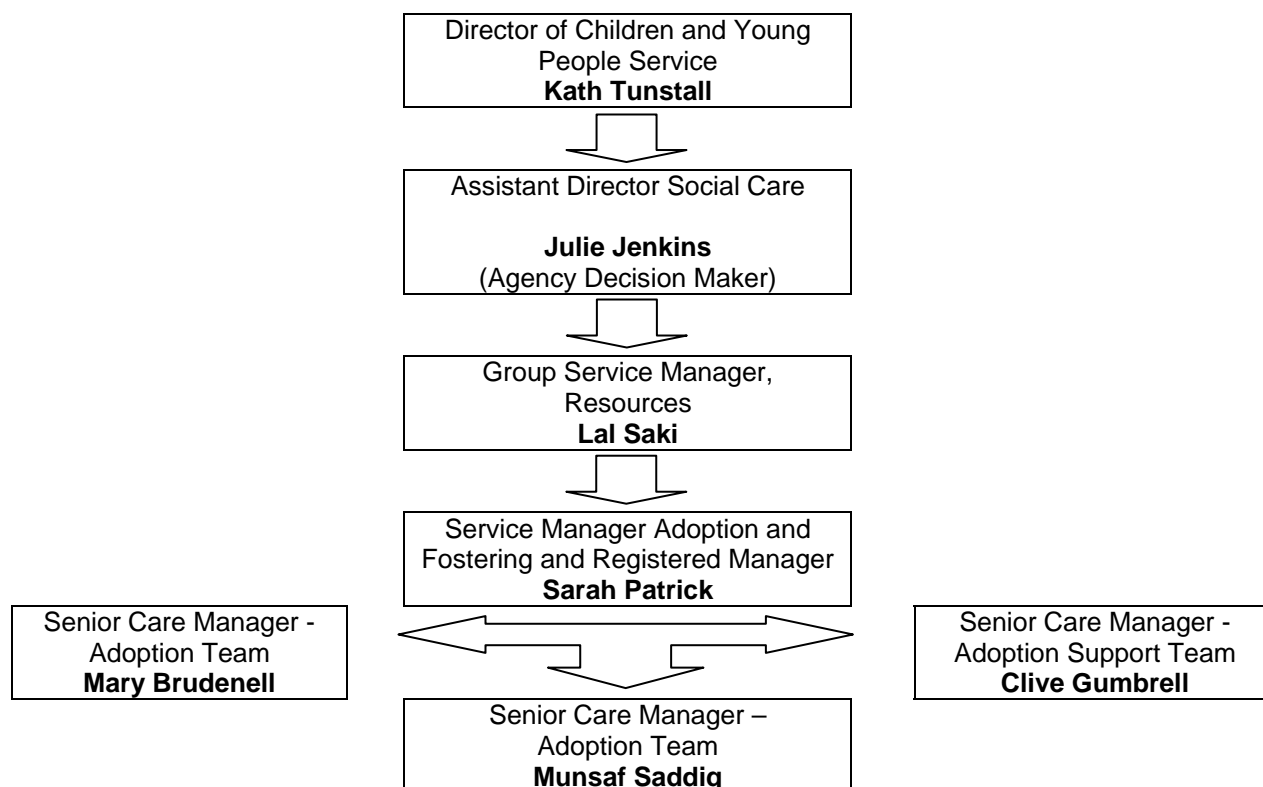 Director of Children and Young
People Service
Kath Tunstall
Assistant Director Social Care
Julie Jenkins
(Agency Decision Maker)
Group Service Manager,
Resources
Lal Saki
Service Manager Adoption and
Fostering and Registered Manager
Sarah Patrick
Senior Care Manager -
Adoption Team
Mary Brudenell
Senior Care Manager -
Adoption Support Team
Clive Gumbrell
Senior Care Manager –
Adoption Team
Munsaf